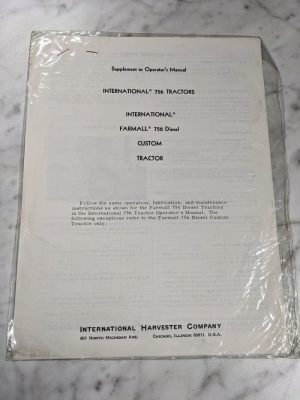 Supplement to Operator's Manual
INTERNATIONAL® 756 TRACTORS
INTERNATIONAL®
FARMALL® 756 Diesel
CUSTOM
TRACTOR
Follow the same operation, lubrication, and maintenance
instructions as shown for the Farmall 756 Diesel Tractors
in the International 756 Tractor Operator's Manual. The
following exceptions refer to the Farmall 756 Diesel Custom
Tractor only.
INTERNATIONAL HARVESTER COMPANY
401 NORTH MICHIGAN AVE. CHICAGO, ILLINOIS 60611, U.S.A.